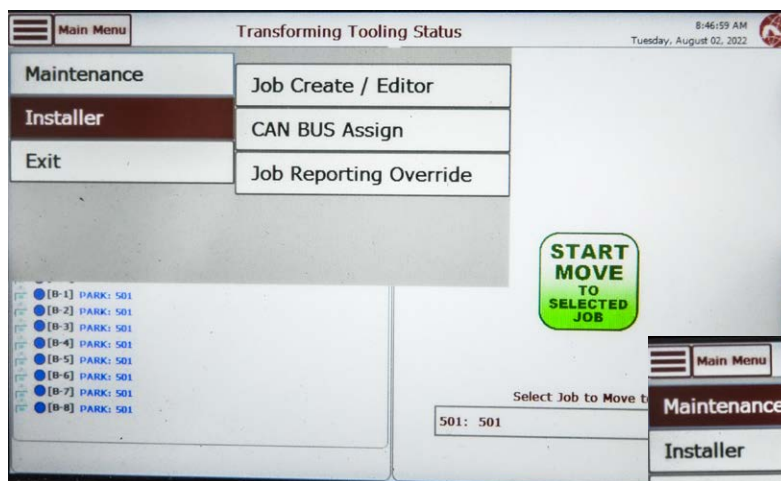 Main Menu
Transforming Tooling Status
8:46:59 AM
Tuesday, August 02, 2022
Maintenance
Installer
Exit
Job Create / Editor
CAN BUS Assign
Job Reporting Override
START
MOVE
TO
SELECTED
JOB
[B-1] PARK: 501
[B-2] PARK: 501
[B-3] PARK: 501
[B-4] PARK: 501
[B-5] PARK: 501
[B-6] PARK: 501
[B-7] PARK: 501
[B-8] PARK: 501
Select Job to Move
501: 501
Main Menu
Maintenance
Installer